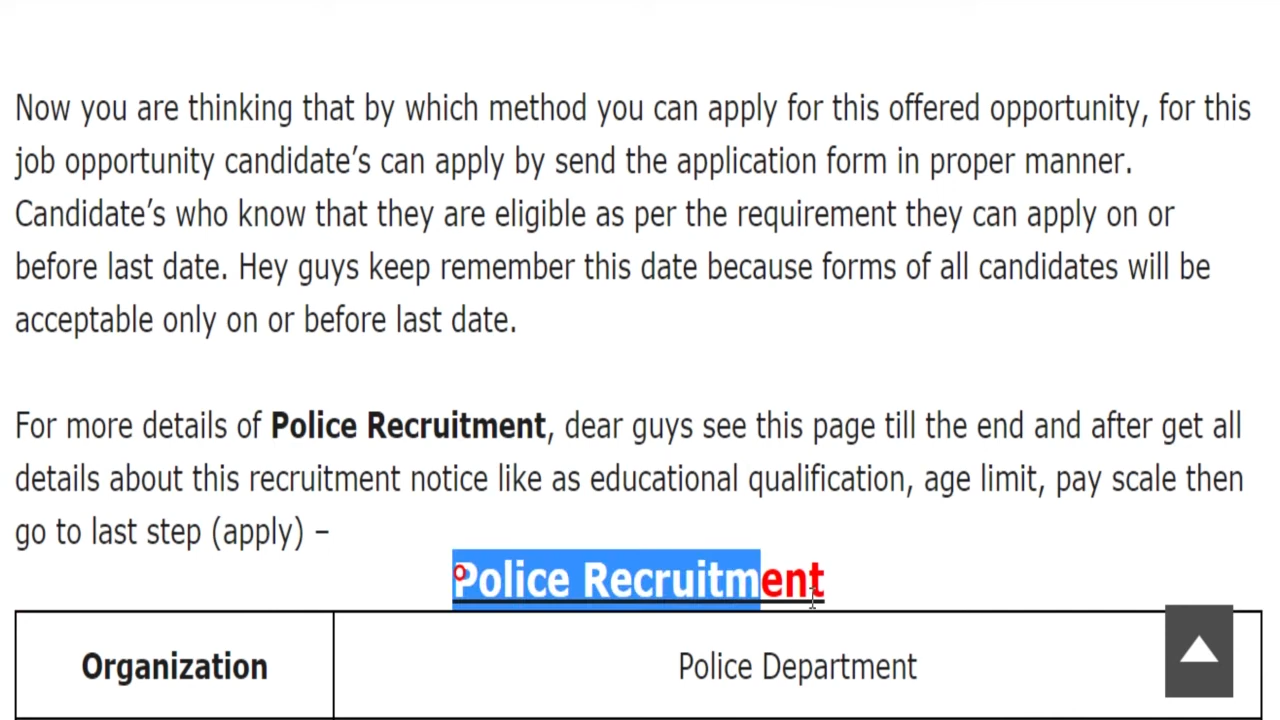 Now you are thinking that by which method you can apply for this offered opportunity, for this
job opportunity candidate’s can apply by send the application form in proper manner.
Candidate’s who know that they are eligible as per the requirement they can apply on or
before last date. Hey guys keep remember this date because forms of all candidates will be
acceptable only on or before last date.
For more details of Police Recruitment, dear guys see this page till the end and after get all
details about this recruitment notice like as educational qualification, age limit, pay scale then
go to last step (apply) –
Police Recruitment
Organization Police Department